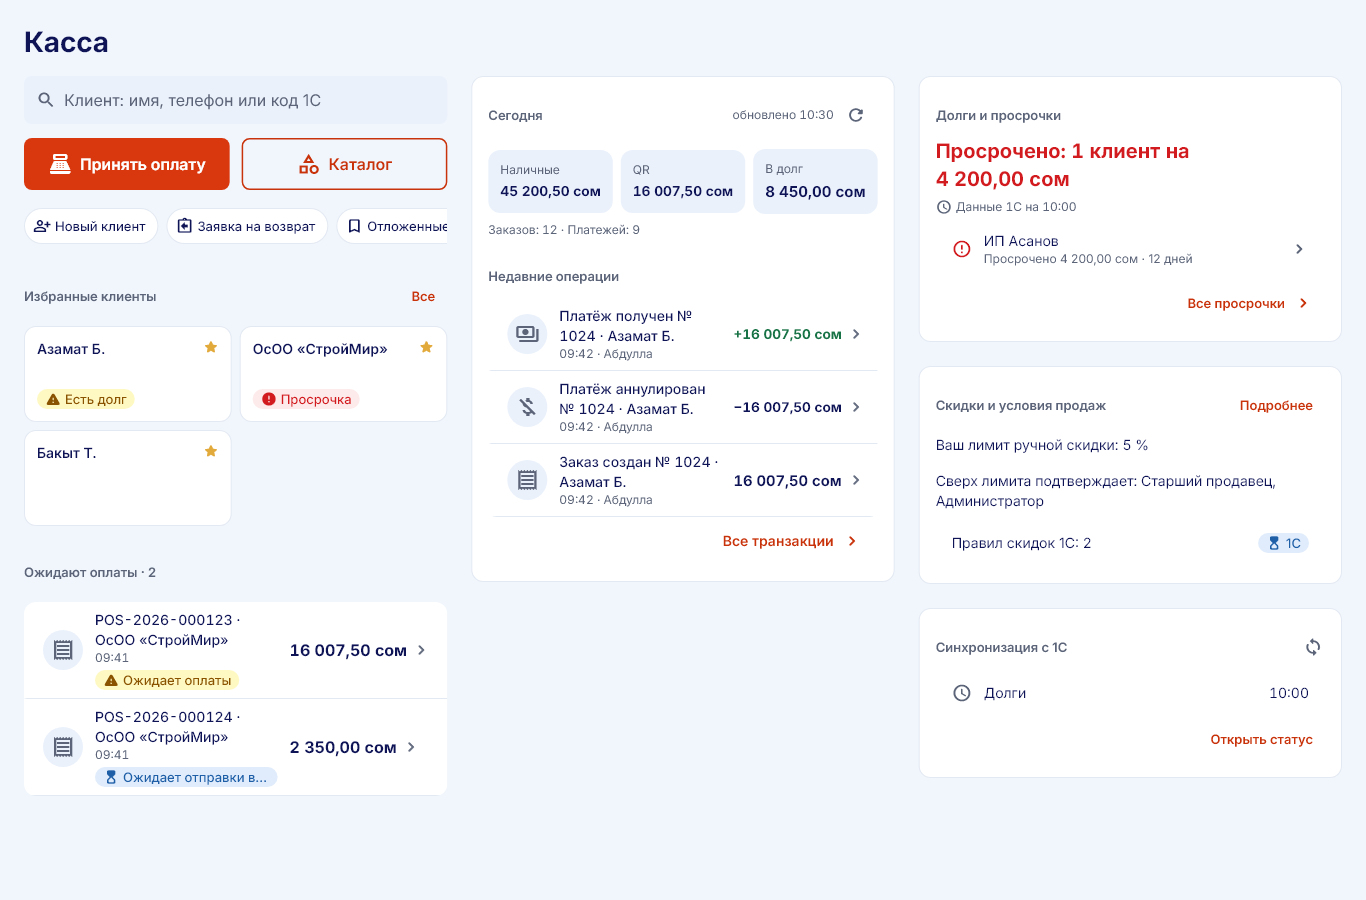 Касса
Клиент: имя, телефон или код 1С
Принять оплату
Каталог
Новый клиент
Заявка на возврат
Отложенные
Избранные клиенты
Все
Азамат Б.
Есть долг
ОсОО «СтройМир»
Просрочка
Бакыт Т.
Ожидают оплаты · 2
POS-2026-000123 ·
ОсОО «СтройМир»
09:41
Ожидает оплаты
16 007,50 сом
POS-2026-000124 ·
ОсОО «СтройМир»
09:41
Ожидает отправки в...
2 350,00 сом
Сегодня
обновлено 10:30
Наличные
45 200,50 сом
QR
16 007,50 сом
В долг
8 450,00 сом
Заказов: 12 · Платежей: 9
Недавние операции
Платёж получен №
1024 · Азамат Б.
09:42 · Абдулла
+16 007,50 сом
Платёж аннулирован
№ 1024 · Азамат Б.
09:42 · Абдулла
−16 007,50 сом
Заказ создан № 1024 ·
Азамат Б.
09:42 · Абдулла
16 007,50 сом
Все транзакции
Долги и просрочки
Просрочено: 1 клиент на
4 200,00 сом
Данные 1С на 10:00
ИП Асанов
Просрочено 4 200,00 сом · 12 дней
Все просрочки
Скидки и условия продаж
Подробнее
Ваш лимит ручной скидки: 5 %
Сверх лимита подтверждает: Старший продавец,
Администратор
Правил скидок 1С: 2
1С
Синхронизация с 1С
Долги
10:00
Открыть статус